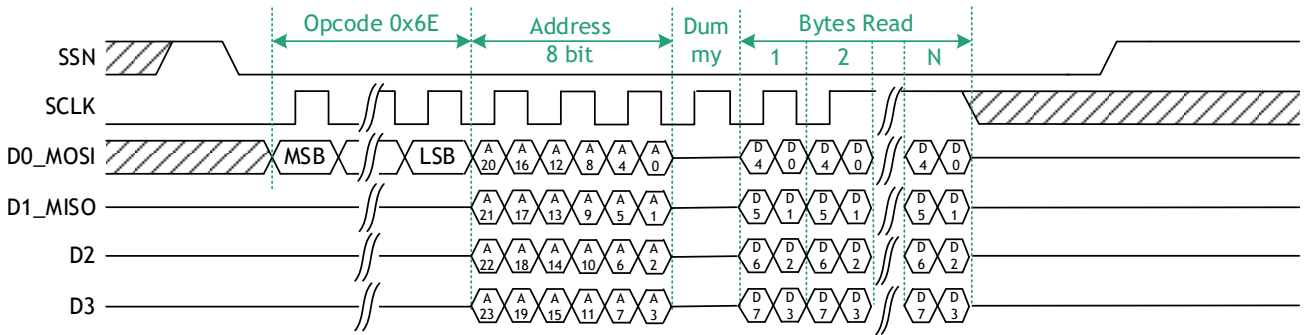 Opcode 0x6E Address Dum Bytes Read
8 bit my 1 2 N
SSN
SCLK
D0_MOSI MSB LSB A 20 A 16 A 12 A 8 A 4 A 0 D 4 D 0 D 4 D 0 D 4 D 0
D1_MISO A 21 A 17 A 13 A 9 A 5 A 1 D 5 D 1 D 5 D 1 D 5 D 1
D2 A 22 A 18 A 14 A 10 A 6 A 2 D 6 D 2 D 6 D 2 D 6 D 2
D3 A 23 A 19 A 15 A 11 A 7 A 3 D 7 D 3 D 7 D 3 D 7 D 3